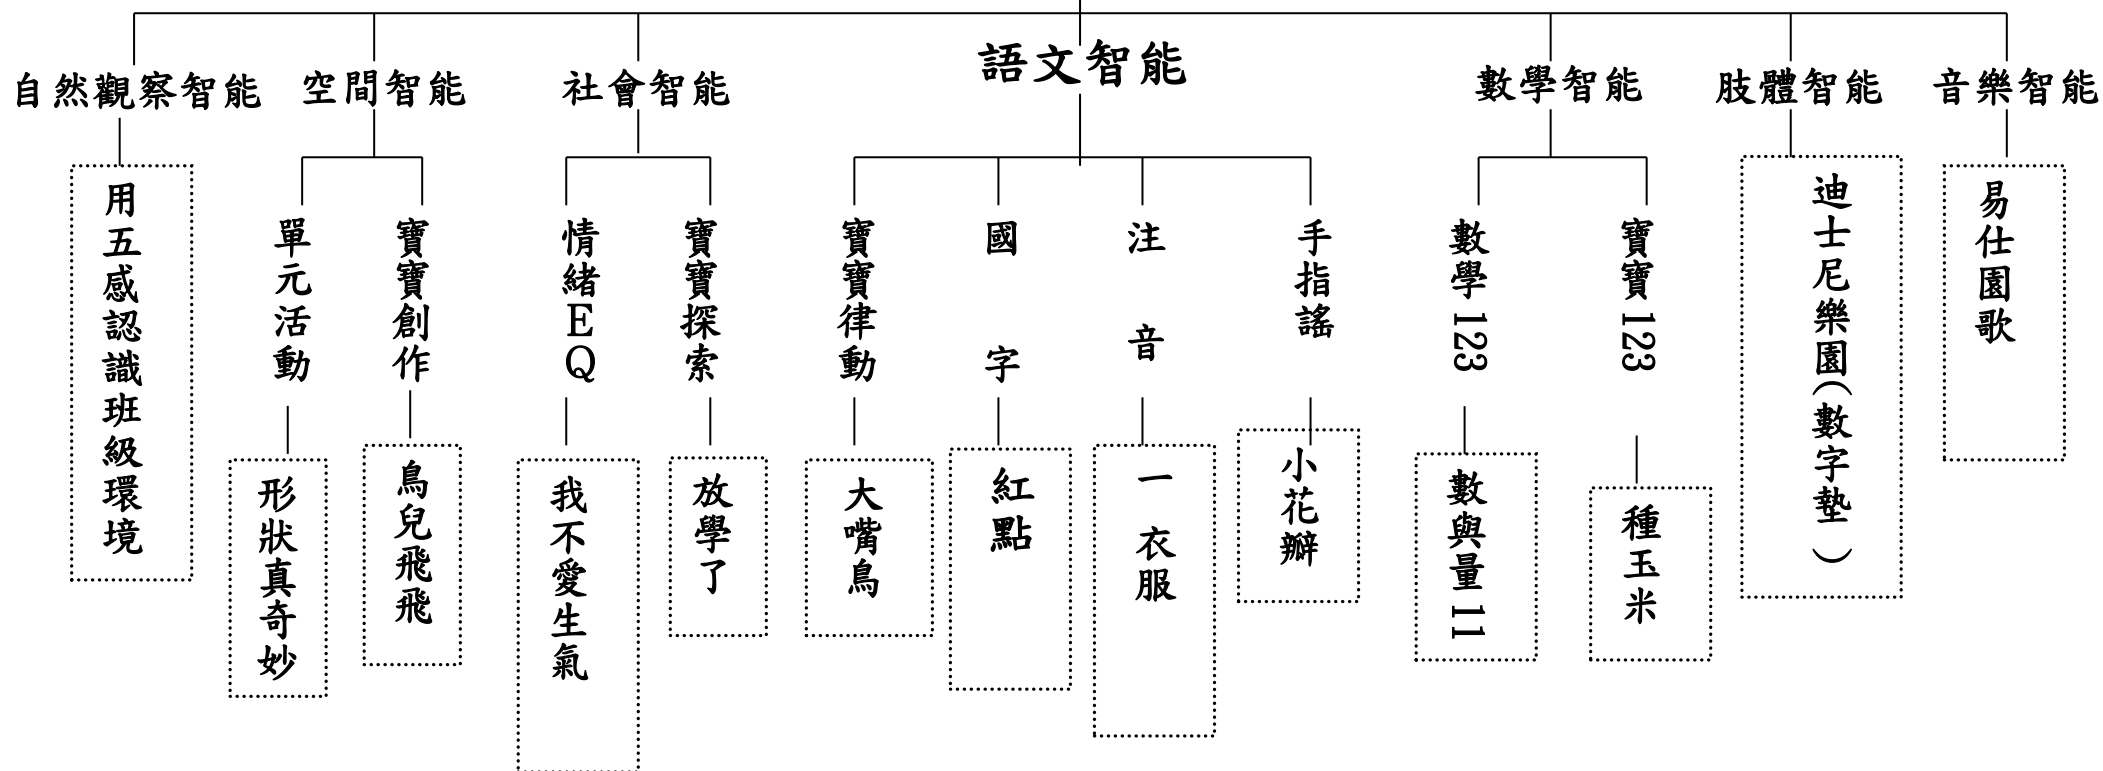 語文智能
自然觀察智能
空間智能
社會智能
數學智能
肢體智能
音樂智能
用五感認識班級環境
單元活動
寶寶創作
情緒EQ
寶寶探索
寶寶律動
國字
注音
手指謠
數學123
寶寶123
迪士尼樂園(數字墊)
易仕園歌
形狀真奇妙
鳥兒飛飛
我不愛生氣
放學了
大嘴鳥
紅點
ㄧ 衣服
小花瓣
數與量11
種玉米